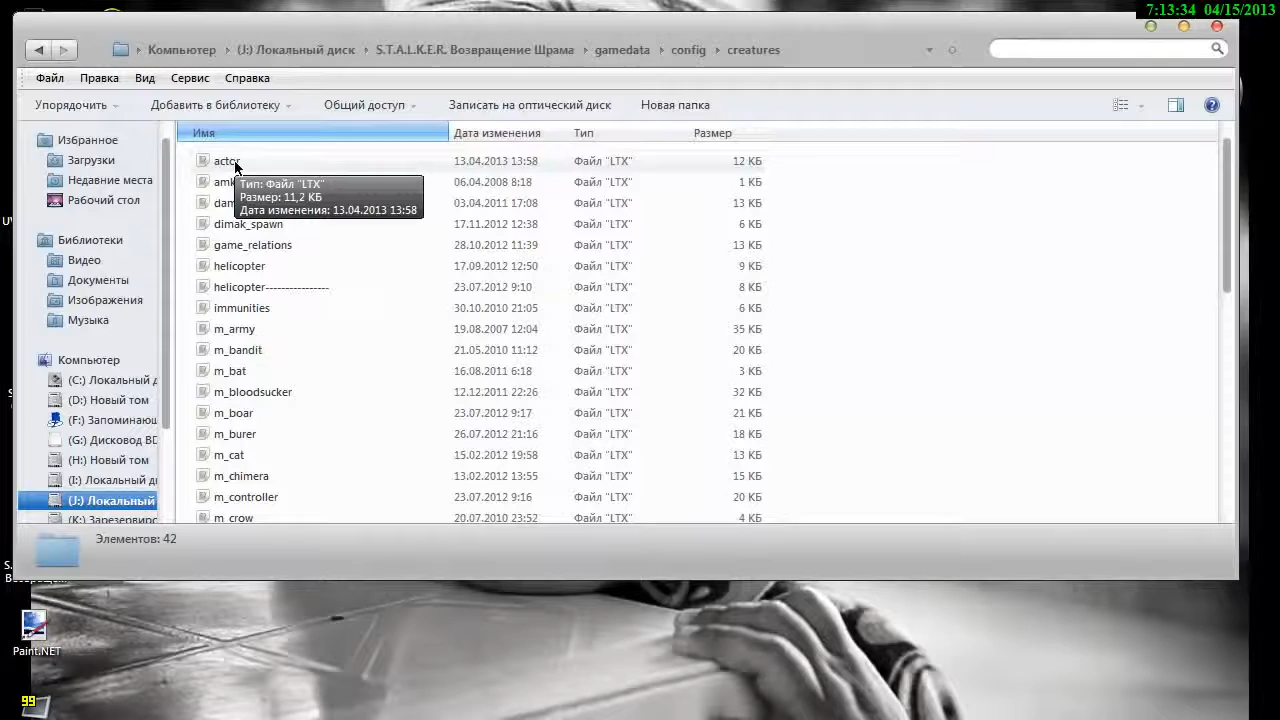 7:13:34 04/15/2013
Компьютер (J:) Локальный диск S.T.A.L.K.E.R. Возвращение Шрама gamedata config creatures
Файл Правка Вид Сервис Справка
Упорядочить Добавить в библиотеку Общий доступ Записать на оптический диск Новая папка
Избранное
Загрузки
Недавние места
Рабочий стол
Библиотеки
Видео
Документы
Изображения
Музыка
Компьютер
(C:) Локальный д
(D:) Новый том
(F:) Запоминающ
(G:) Дисковод BD
(H:) Новый том
(I:) Локальный ди
(J:) Локальный
(K:) Зарезервиро
Имя Дата изменения Тип Размер
actor 13.04.2013 13:58 Файл "LTX" 12 КБ
amk 06.04.2008 8:18 Файл "LTX" 1 КБ
dam 03.04.2011 17:08 Файл "LTX" 13 КБ
dimak_spawn 17.11.2012 12:38 Файл "LTX" 6 КБ
game_relations 28.10.2012 11:39 Файл "LTX" 13 КБ
helicopter 17.09.2012 12:50 Файл "LTX" 9 КБ
helicopter---------------- 23.07.2012 9:10 Файл "LTX" 8 КБ
immunities 30.10.2010 21:05 Файл "LTX" 6 КБ
m_army 19.08.2007 12:04 Файл "LTX" 35 КБ
m_bandit 21.05.2010 11:12 Файл "LTX" 20 КБ
m_bat 16.08.2011 6:18 Файл "LTX" 3 КБ
m_bloodsucker 12.12.2011 22:26 Файл "LTX" 32 КБ
m_boar 23.07.2012 9:17 Файл "LTX" 21 КБ
m_burer 26.07.2012 21:16 Файл "LTX" 18 КБ
m_cat 15.02.2012 19:58 Файл "LTX" 13 КБ
m_chimera 13.02.2012 13:55 Файл "LTX" 15 КБ
m_controller 23.07.2012 9:16 Файл "LTX" 20 КБ
m_crow 20.07.2010 23:52 Файл "LTX" 4 КБ
Тип: Файл "LTX"
Размер: 11,2 КБ
Дата изменения: 13.04.2013 13:58
Элементов: 42
Paint.NET
99